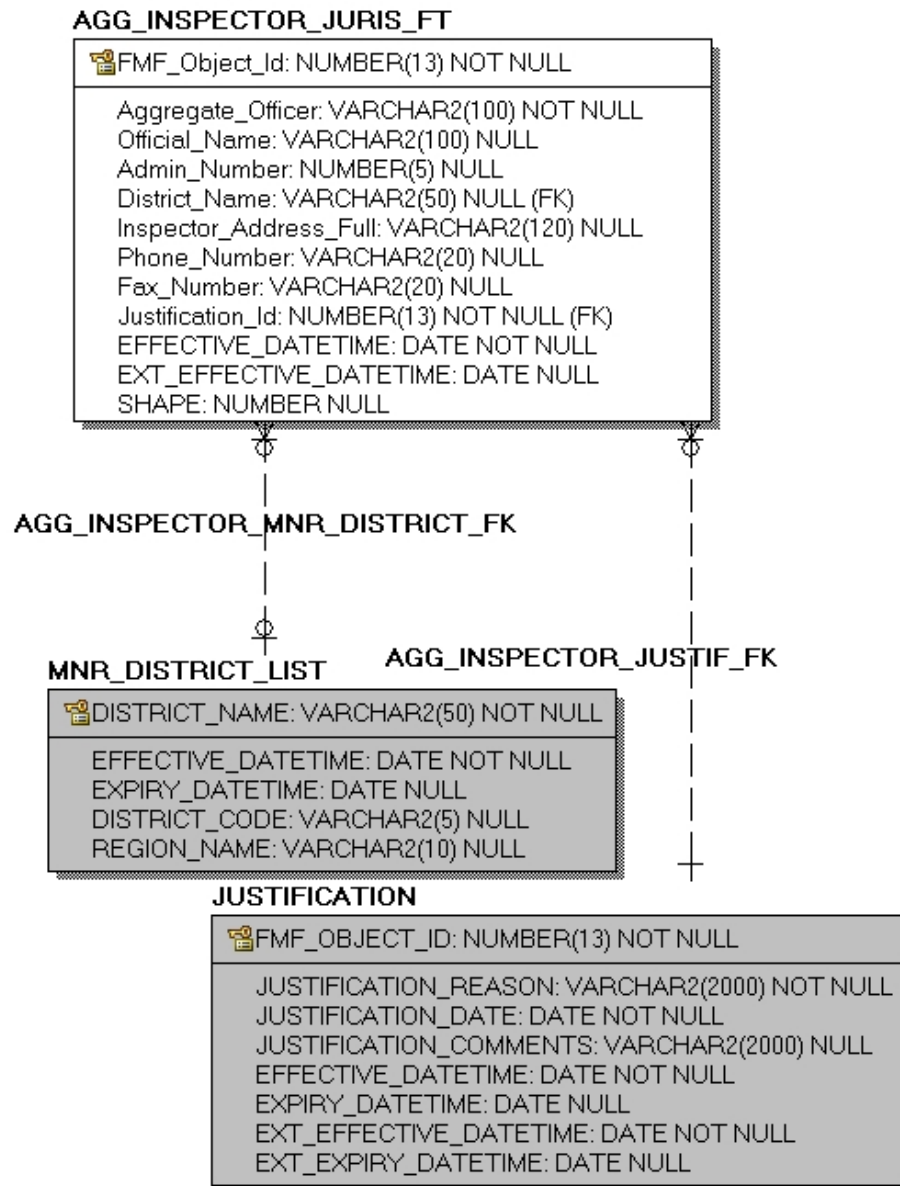 AGG_INSPECTOR_JURIS_FT
FMF_Object_Id: NUMBER(13) NOT NULL
Aggregate_Officer: VARCHAR2(100) NOT NULL
Official_Name: VARCHAR2(100) NULL
Admin_Number: NUMBER(5) NULL
District_Name: VARCHAR2(50) NULL (FK)
Inspector_Address_Full: VARCHAR2(120) NULL
Phone_Number: VARCHAR2(20) NULL
Fax_Number: VARCHAR2(20) NULL
Justification_Id: NUMBER(13) NOT NULL (FK)
EFFECTIVE_DATETIME: DATE NOT NULL
EXT_EFFECTIVE_DATETIME: DATE NULL
SHAPE: NUMBER NULL
AGG_INSPECTOR_MNR_DISTRICT_FK
AGG_INSPECTOR_JUSTIF_FK
MNR_DISTRICT_LIST
DISTRICT_NAME: VARCHAR2(50) NOT NULL
EFFECTIVE_DATETIME: DATE NOT NULL
EXPIRY_DATETIME: DATE NULL
DISTRICT_CODE: VARCHAR2(5) NULL
REGION_NAME: VARCHAR2(10) NULL
JUSTIFICATION
FMF_OBJECT_ID: NUMBER(13) NOT NULL
JUSTIFICATION_REASON: VARCHAR2(2000) NOT NULL
JUSTIFICATION_DATE: DATE NOT NULL
JUSTIFICATION_COMMENTS: VARCHAR2(2000) NULL
EFFECTIVE_DATETIME: DATE NOT NULL
EXPIRY_DATETIME: DATE NULL
EXT_EFFECTIVE_DATETIME: DATE NOT NULL
EXT_EXPIRY_DATETIME: DATE NULL